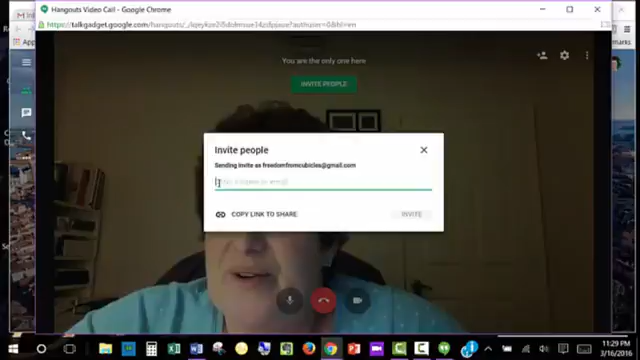 Hangouts Video Call - Google Chrome
You are the only one here
INVITE PEOPLE
Invite people
Sending invite as freedomfromcubicles@gmail.com
COPY LINK TO SHARE
INVITE
11:29 PM
3/16/2016